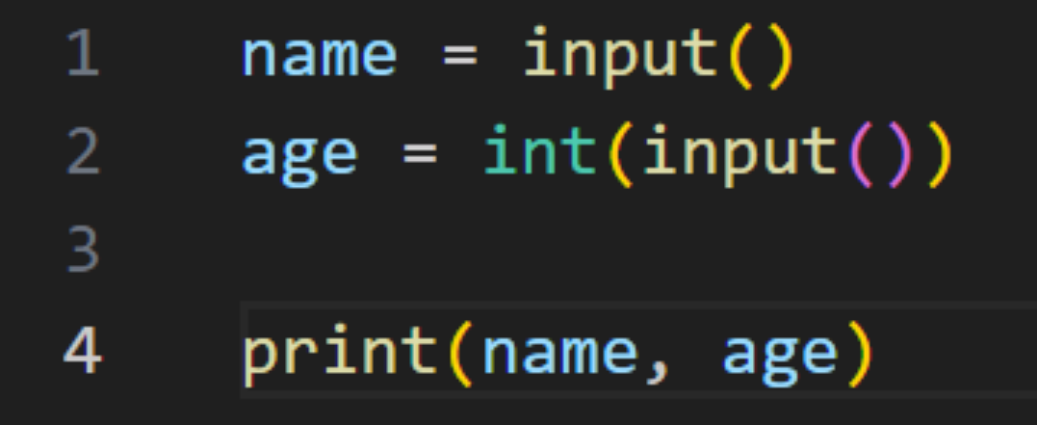 1 name = input()
2 age = int(input())
3
4 print(name, age)